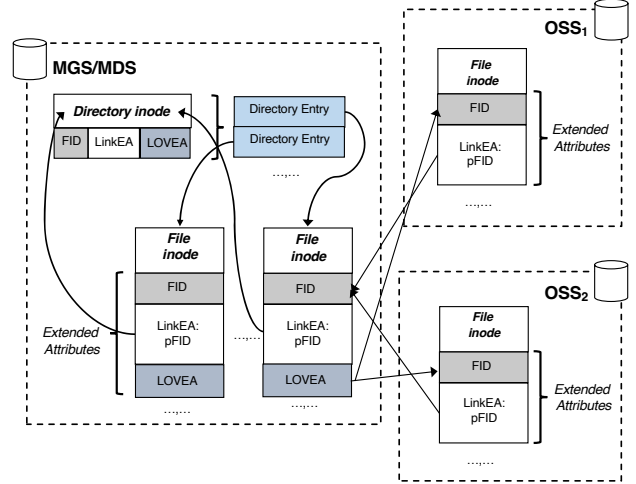 MGS/MDS
Directory inode
FID LinkEA LOVEA
Directory Entry
Directory Entry
...,...
File
inode
FID
LinkEA:
pFID
LOVEA
...,...
Extended
Attributes
...,...
File
inode
FID
LinkEA:
pFID
LOVEA
...,...
OSS₁
File
inode
FID
LinkEA:
pFID
...,...
Extended
Attributes
OSS₂
File
inode
FID
LinkEA:
pFID
...,...
Extended
Attributes